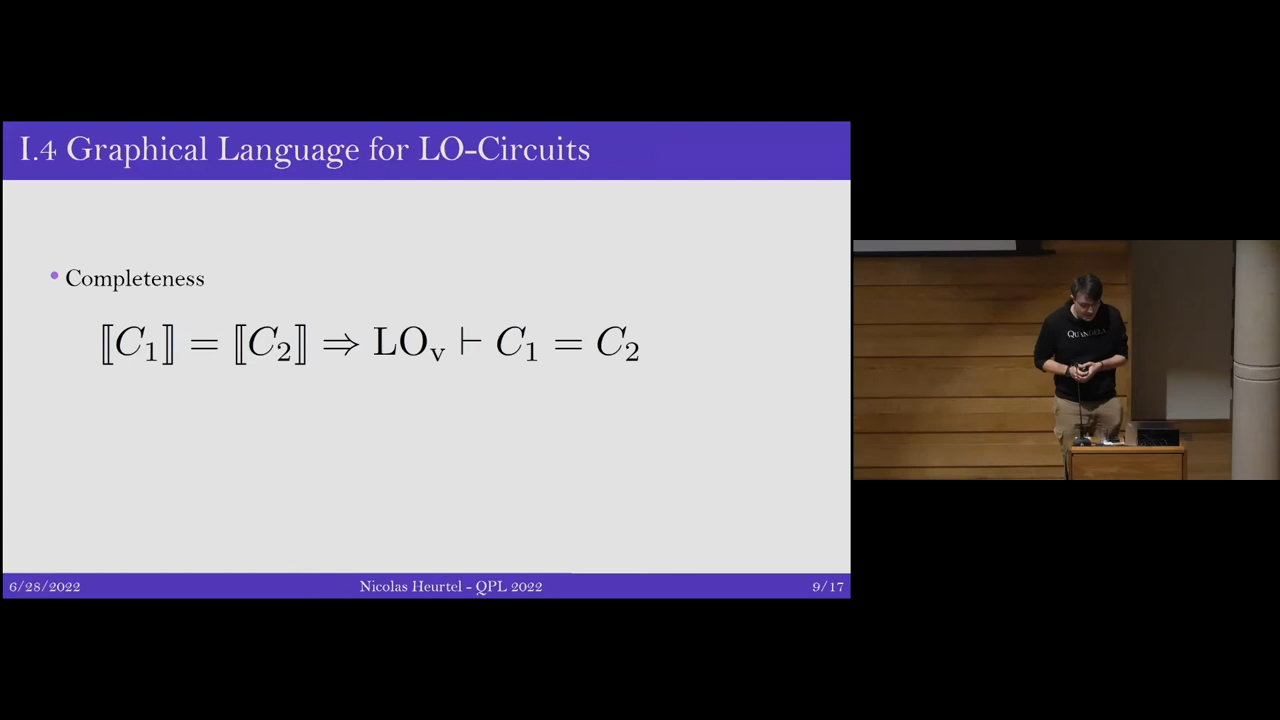 I.4 Graphical Language for LO-Circuits
• Completeness
⟦C₁⟧ = ⟦C₂⟧ ⇒ LOᵥ ⊢ C₁ = C₂
QUANDELA
6/28/2022 Nicolas Heurtel - QPL 2022 9/17